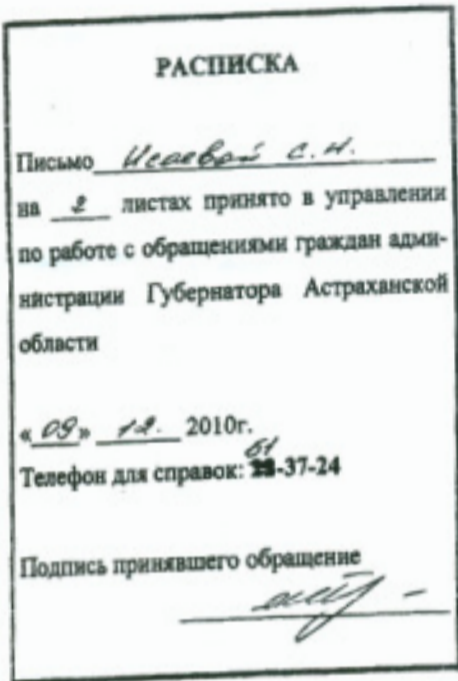 РАСПИСКА
Письмо Исаевой С.Н.
на 2 листах принято в управлении
по работе с обращениями граждан адми-
нистрации Губернатора Астраханской
области
«09» 12. 2010г.
61
Телефон для справок: -37-24
Подпись принявшего обращение